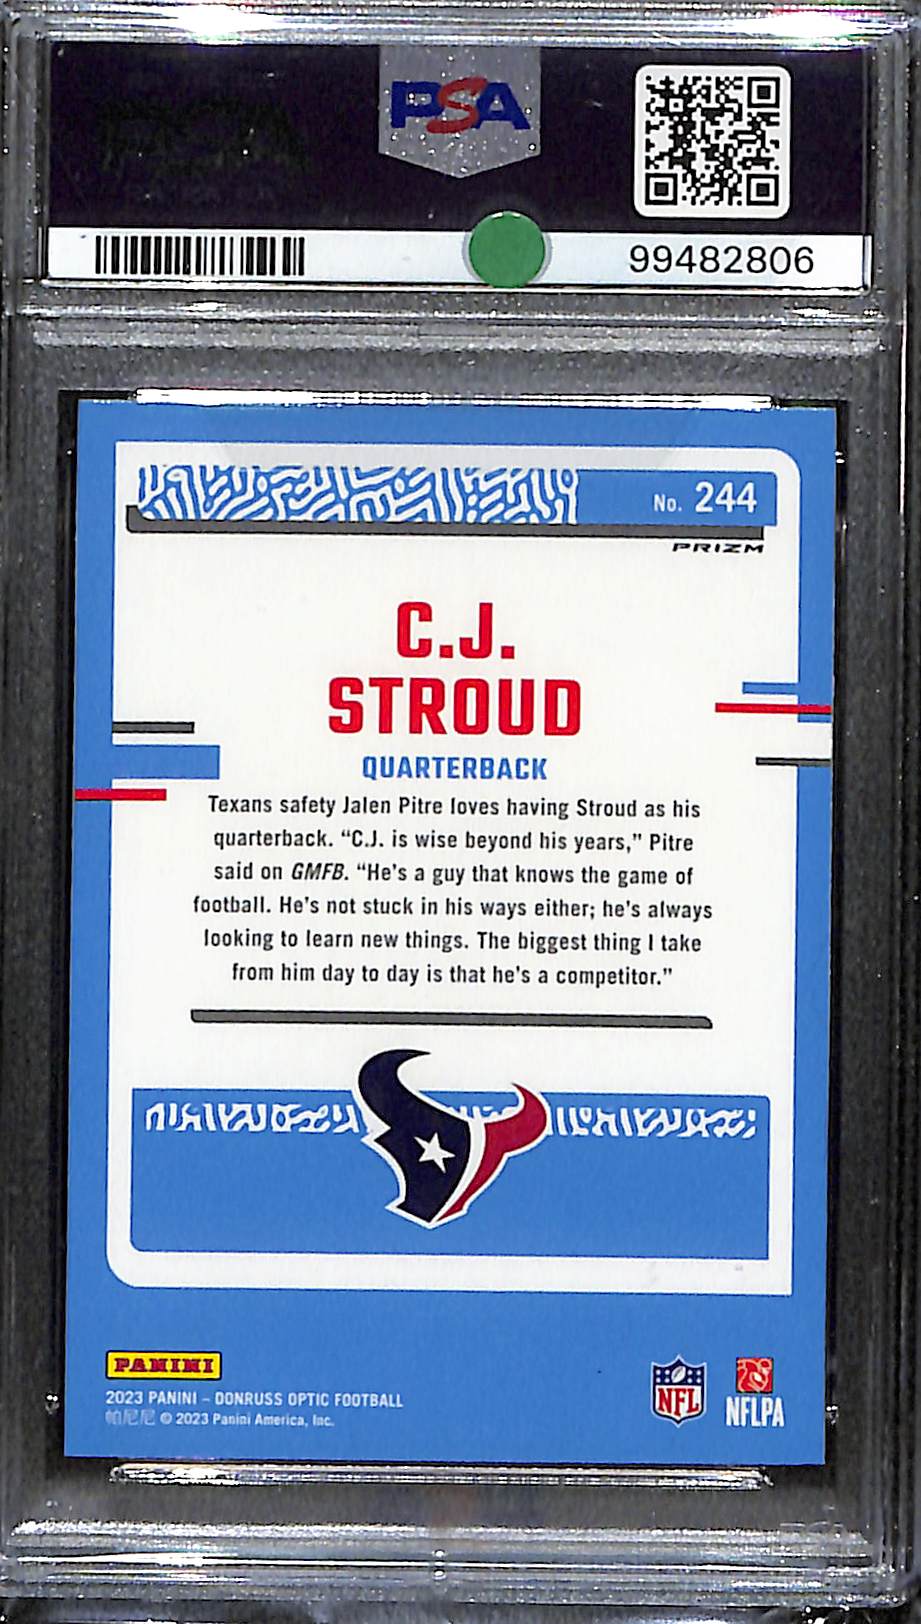 PSA
99482806
No. 244
PRIZM
C.J.
STROUD
QUARTERBACK
Texans safety Jalen Pitre loves having Stroud as his
quarterback. “C.J. is wise beyond his years,” Pitre
said on GMFB. “He’s a guy that knows the game of
football. He’s not stuck in his ways either; he’s always
looking to learn new things. The biggest thing I take
from him day to day is that he’s a competitor.”
PANINI
2023 PANINI – DONRUSS OPTIC FOOTBALL
帕尼尼 © 2023 Panini America, Inc.
NFL
NFLPA